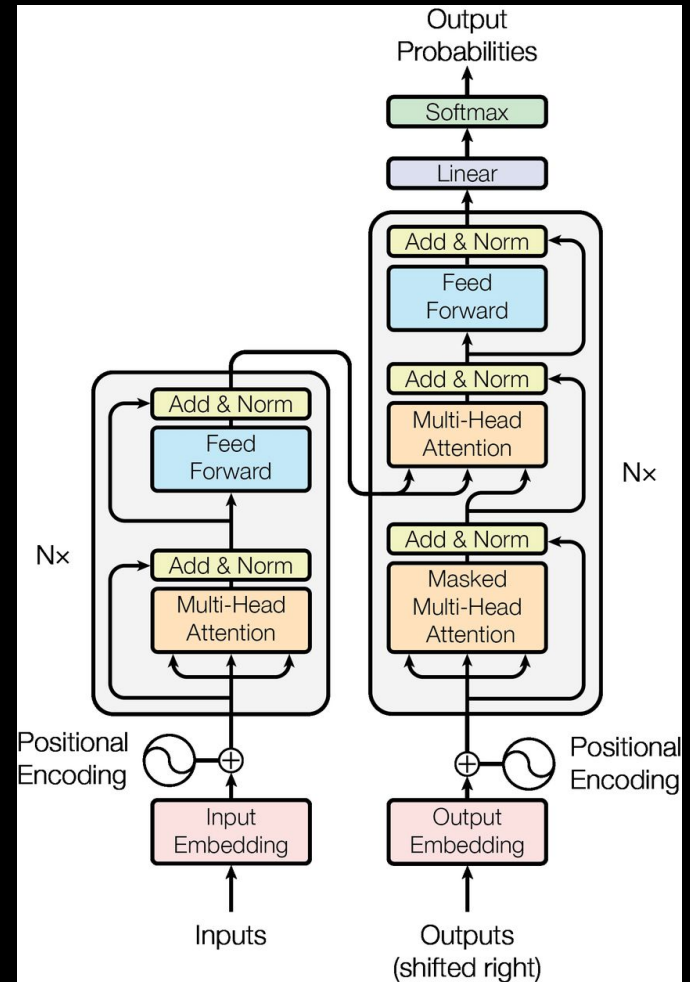 Output
Probabilities
Softmax
Linear
Add & Norm
Feed
Forward
Add & Norm
Multi-Head
Attention
Add & Norm
Masked
Multi-Head
Attention
N×
Add & Norm
Feed
Forward
Add & Norm
Multi-Head
Attention
N×
Positional
Encoding
Positional
Encoding
Input
Embedding
Output
Embedding
Inputs
Outputs
(shifted right)